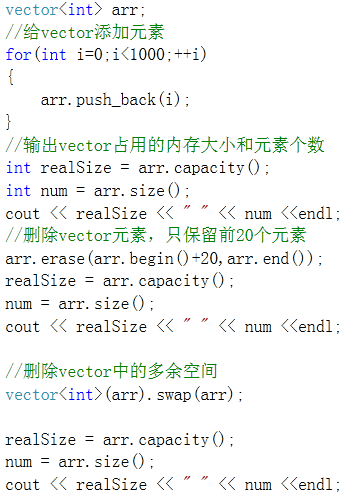 vector<int> arr;
//给vector添加元素
for(int i=0;i<1000;++i)
{
    arr.push_back(i);
}
//输出vector占用的内存大小和元素个数
int realSize = arr.capacity();
int num = arr.size();
cout << realSize << " " << num <<endl;
//删除vector元素，只保留前20个元素
arr.erase(arr.begin()+20,arr.end());
realSize = arr.capacity();
num = arr.size();
cout << realSize << " " << num <<endl;

//删除vector中的多余空间
vector<int>(arr).swap(arr);

realSize = arr.capacity();
num = arr.size();
cout << realSize << " " << num <<endl;